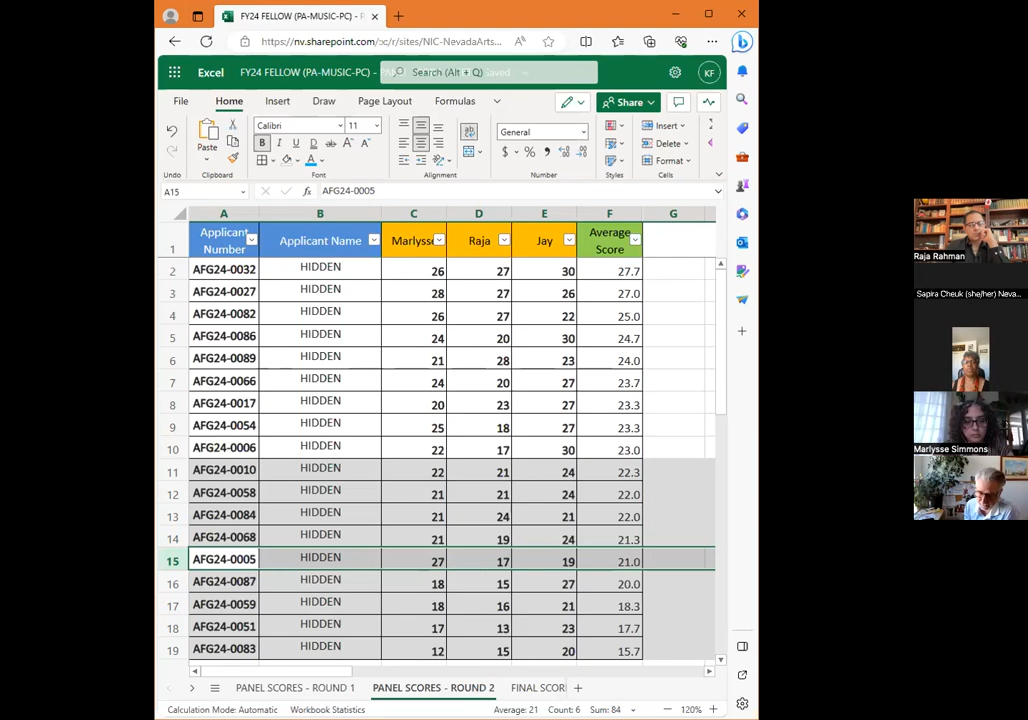 FY24 FELLOW (PA-MUSIC-PC) - P
https://nv.sharepoint.com/:x:/r/sites/NIC-NevadaArts...
Excel FY24 FELLOW (PA-MUSIC-PC) - Search (Alt + Q) KF
File Home Insert Draw Page Layout Formulas Share
Calibri 11 General Insert
Paste B I U D ab A A $ % Delete
Format
Undo Clipboard Font Alignment Number Styles Cells
A15 fx AFG24-0005
A B C D E F G
1 Applicant Number Applicant Name Marlysse Raja Jay Average Score
2 AFG24-0032 HIDDEN 26 27 30 27.7
3 AFG24-0027 HIDDEN 28 27 26 27.0
4 AFG24-0082 HIDDEN 26 27 22 25.0
5 AFG24-0086 HIDDEN 24 20 30 24.7
6 AFG24-0089 HIDDEN 21 28 23 24.0
7 AFG24-0066 HIDDEN 24 20 27 23.7
8 AFG24-0017 HIDDEN 20 23 27 23.3
9 AFG24-0054 HIDDEN 25 18 27 23.3
10 AFG24-0006 HIDDEN 22 17 30 23.0
11 AFG24-0010 HIDDEN 22 21 24 22.3
12 AFG24-0058 HIDDEN 21 21 24 22.0
13 AFG24-0084 HIDDEN 21 24 21 22.0
14 AFG24-0068 HIDDEN 21 19 24 21.3
15 AFG24-0005 HIDDEN 27 17 19 21.0
16 AFG24-0087 HIDDEN 18 15 27 20.0
17 AFG24-0059 HIDDEN 18 16 21 18.3
18 AFG24-0051 HIDDEN 17 13 23 17.7
19 AFG24-0083 HIDDEN 12 15 20 15.7
PANEL SCORES - ROUND 1 PANEL SCORES - ROUND 2 FINAL SCOR
Calculation Mode: Automatic Workbook Statistics Average: 21 Count: 6 Sum: 84 120%
Raja Rahman
Sapira Cheuk (she/her) Neva...
Marlysse Simmons